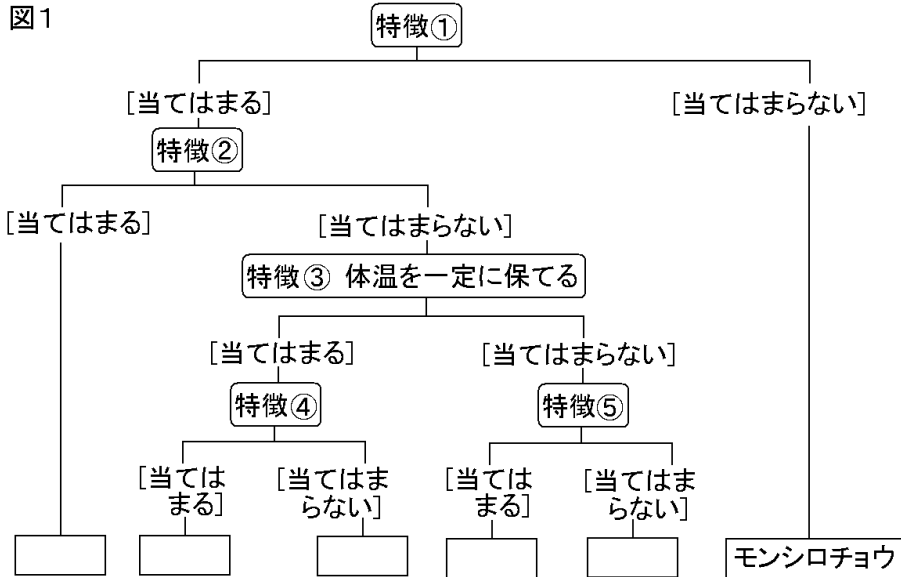 図1
特徴①
[当てはまる]
[当てはまらない]
特徴②
[当てはまる]
[当てはまらない]
特徴③ 体温を一定に保てる
[当てはまる]
[当てはまらない]
特徴④
特徴⑤
[当ては
まる]
[当てはま
らない]
[当ては
まる]
[当てはま
らない]
モンシロチョウ